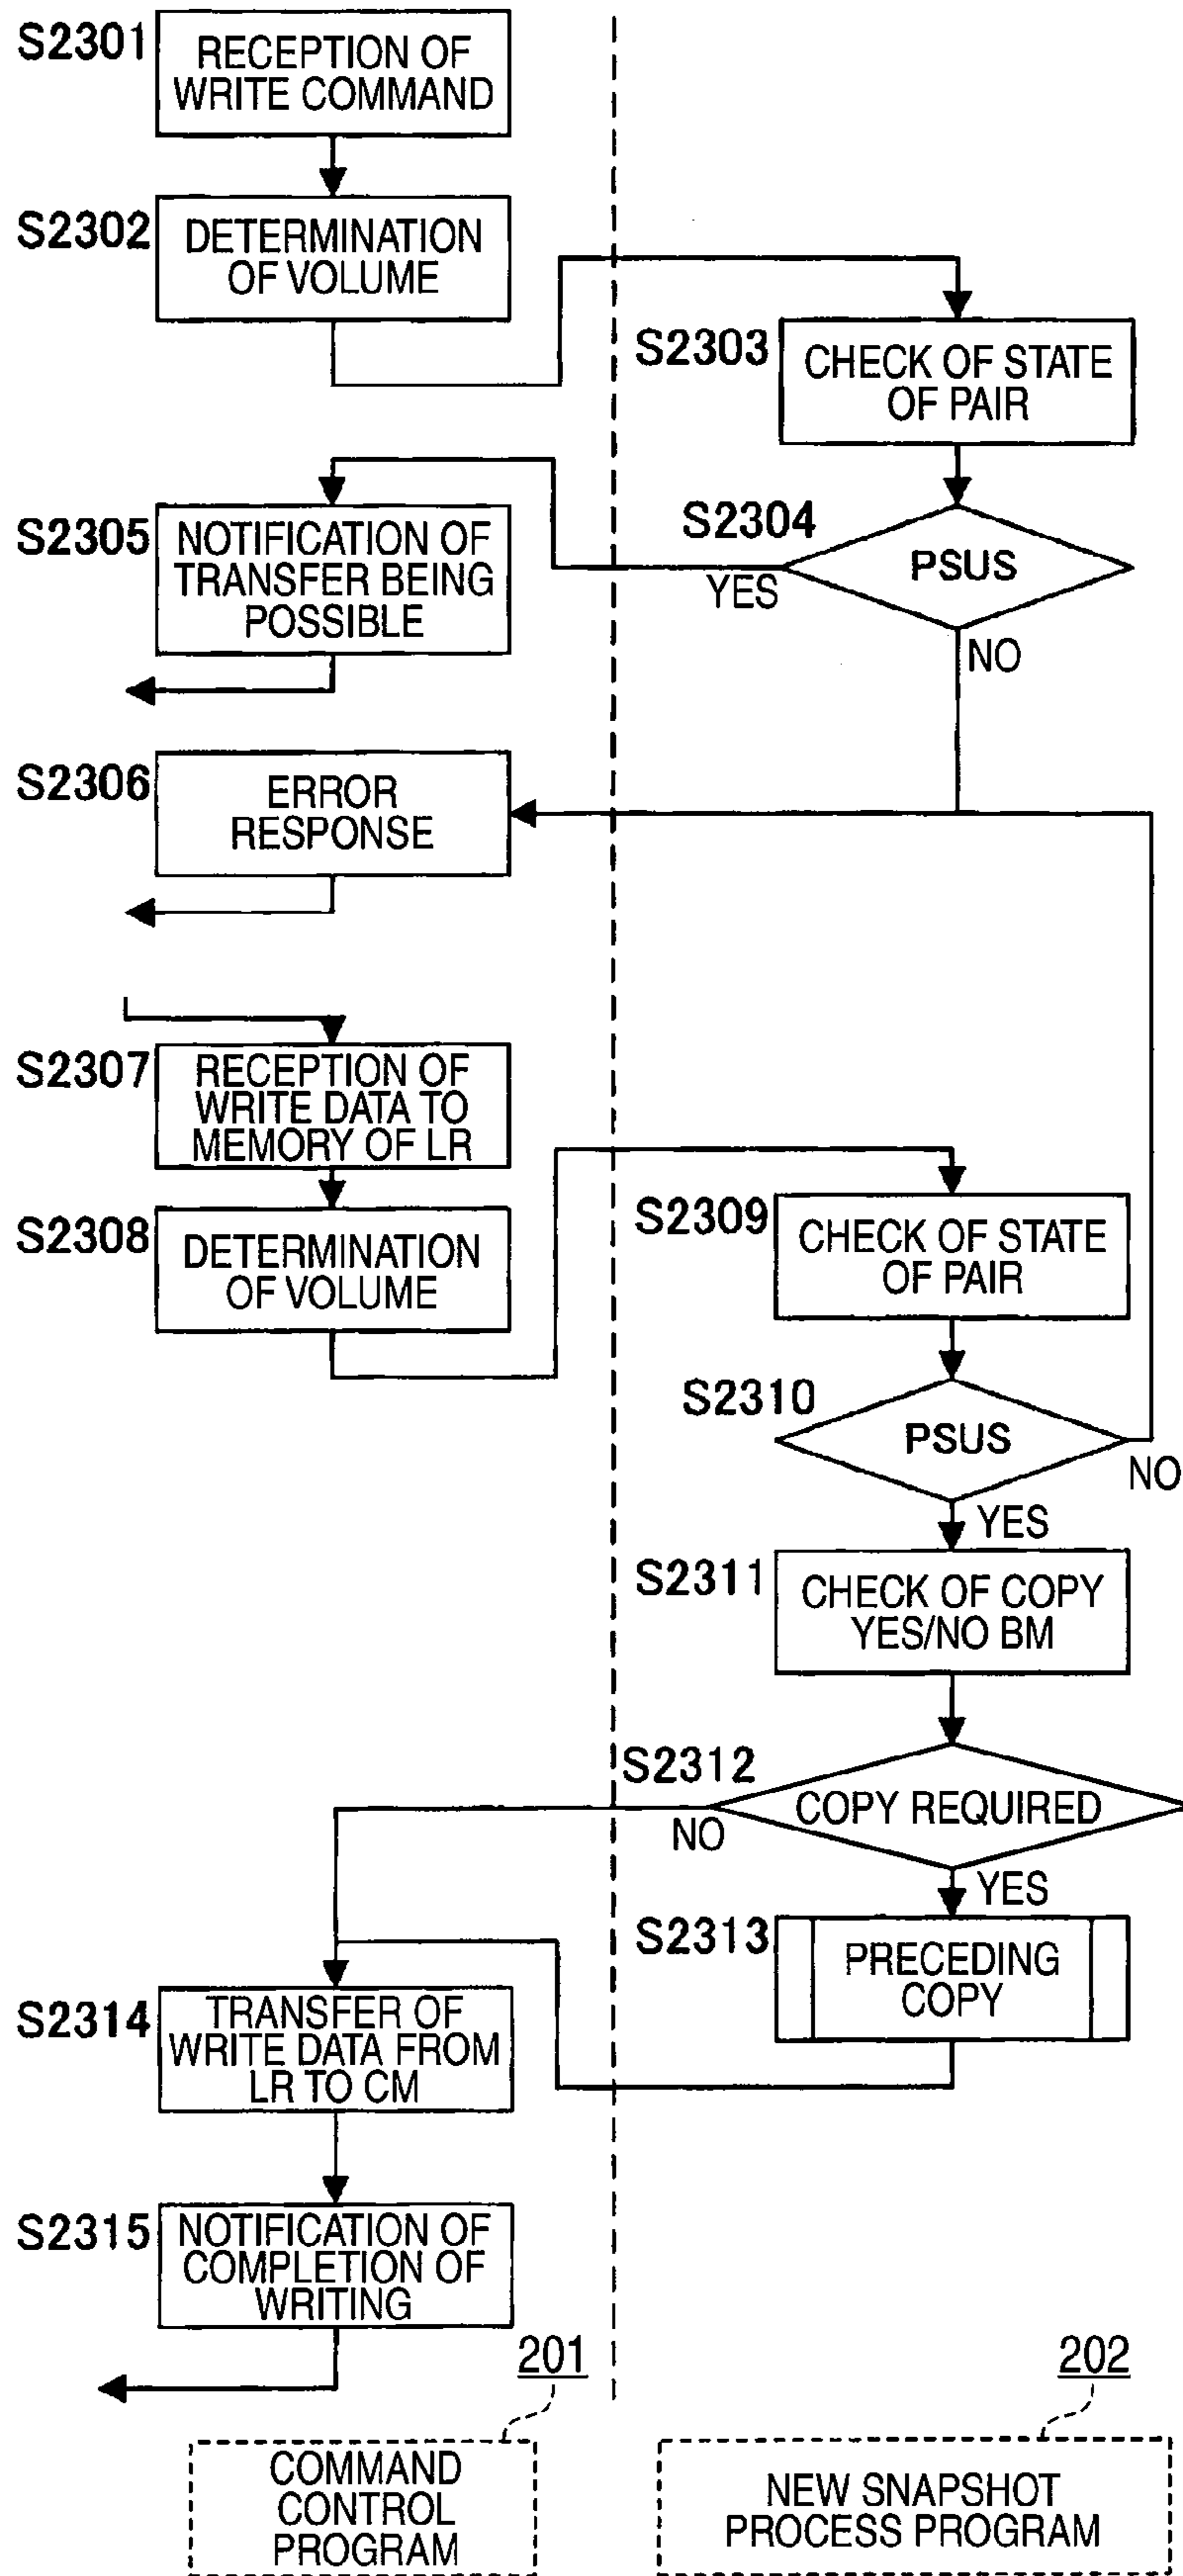 S2301
RECEPTION OF
WRITE COMMAND
S2302
DETERMINATION
OF VOLUME
S2303
CHECK OF STATE
OF PAIR
S2304
PSUS
YES
NO
S2305
NOTIFICATION OF
TRANSFER BEING
POSSIBLE
S2306
ERROR
RESPONSE
S2307
RECEPTION OF
WRITE DATA TO
MEMORY OF LR
S2308
DETERMINATION
OF VOLUME
S2309
CHECK OF STATE
OF PAIR
S2310
PSUS
NO
YES
S2311
CHECK OF COPY
YES/NO BM
S2312
COPY REQUIRED
NO
YES
S2313
PRECEDING
COPY
S2314
TRANSFER OF
WRITE DATA FROM
LR TO CM
S2315
NOTIFICATION OF
COMPLETION OF
WRITING
201
COMMAND
CONTROL
PROGRAM
202
NEW SNAPSHOT
PROCESS PROGRAM